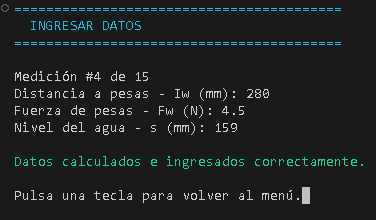 =========================================
INGRESAR DATOS
=========================================
Medición #4 de 15
Distancia a pesas - Iw (mm): 280
Fuerza de pesas - Fw (N): 4.5
Nivel del agua - s (mm): 159
Datos calculados e ingresados correctamente.
Pulsa una tecla para volver al menú.